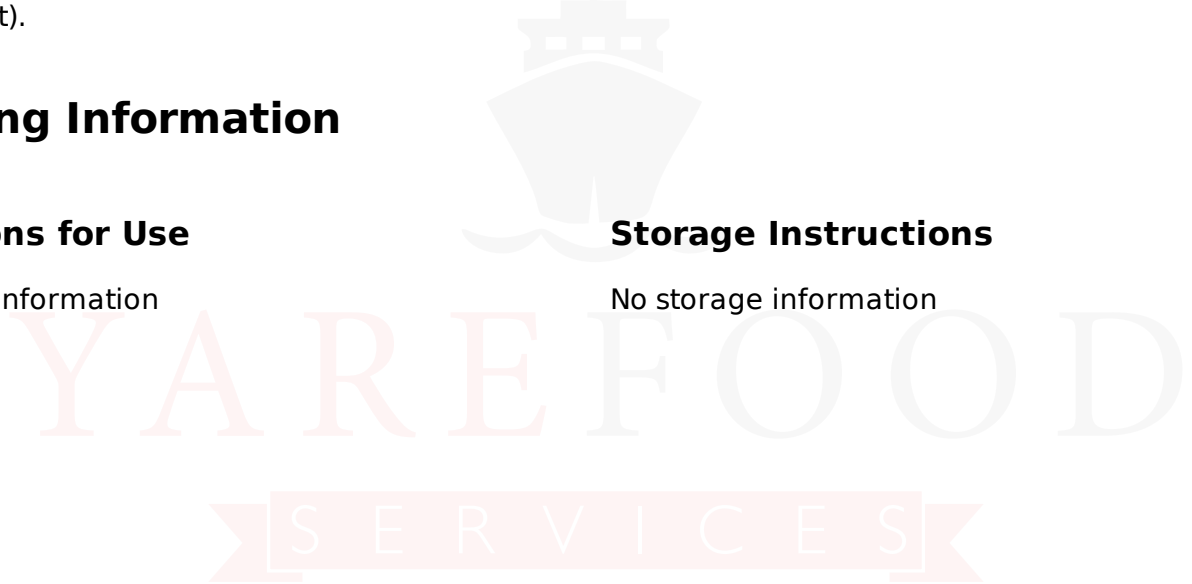 t).
ng Information
ons for Use
Storage Instructions
nformation
No storage information
YAREFOOD
SERVICES